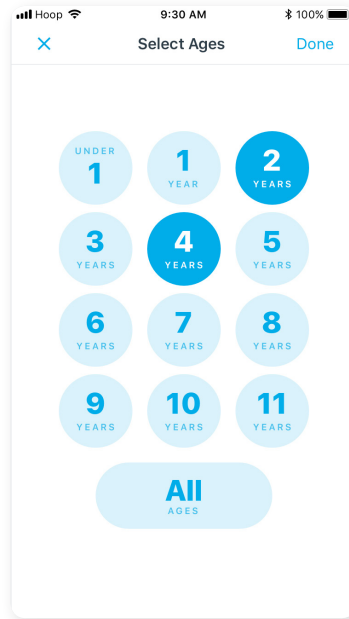 Hoop 9:30 AM 100%
Select Ages Done
UNDER
1
1
YEAR
2
YEARS
3
YEARS
4
YEARS
5
YEARS
6
YEARS
7
YEARS
8
YEARS
9
YEARS
10
YEARS
11
YEARS
All
AGES